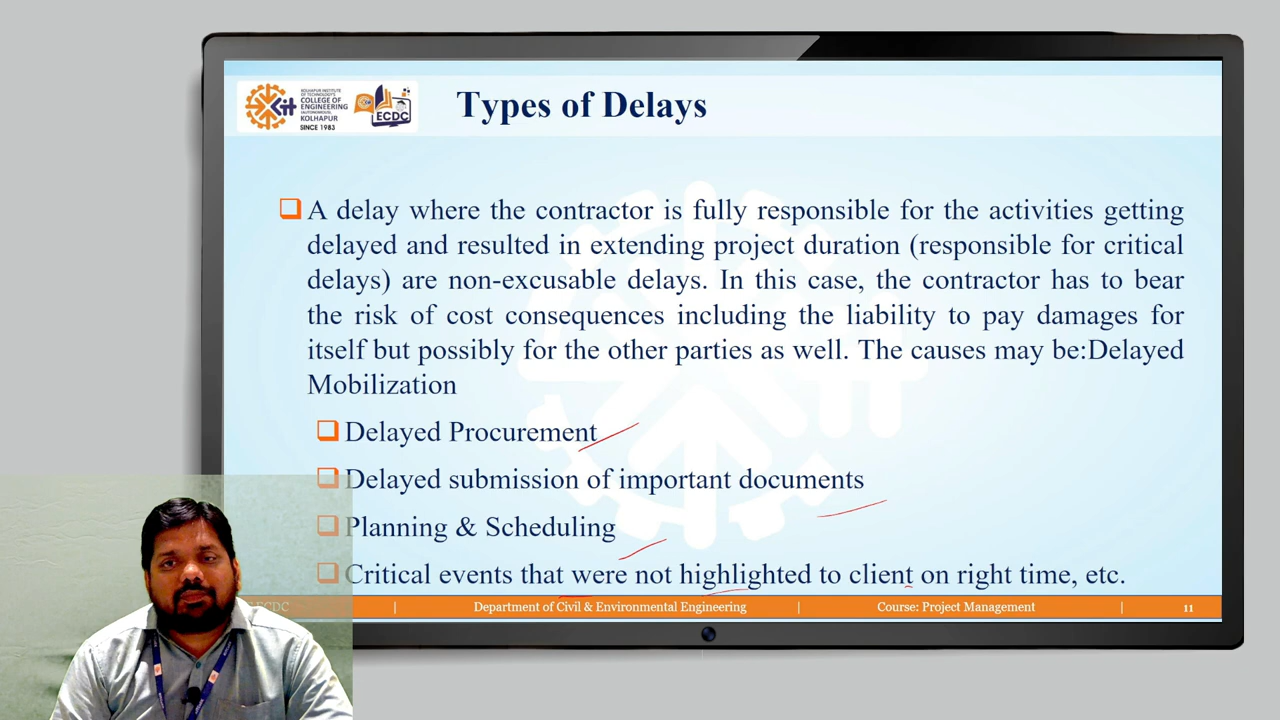 KOLHAPUR INSTITUTE
OF TECHNOLOGY'S
COLLEGE OF
ENGINEERING
(AUTONOMOUS),
KOLHAPUR
SINCE 1983
Kit
ECDC
Types of Delays
A delay where the contractor is fully responsible for the activities getting
delayed and resulted in extending project duration (responsible for critical
delays) are non-excusable delays. In this case, the contractor has to bear
the risk of cost consequences including the liability to pay damages for
itself but possibly for the other parties as well. The causes may be:Delayed
Mobilization
Delayed Procurement
Delayed submission of important documents
Planning & Scheduling
Critical events that were not highlighted to client on right time, etc.
ECDC | Department of Civil & Environmental Engineering | Course: Project Management | 11